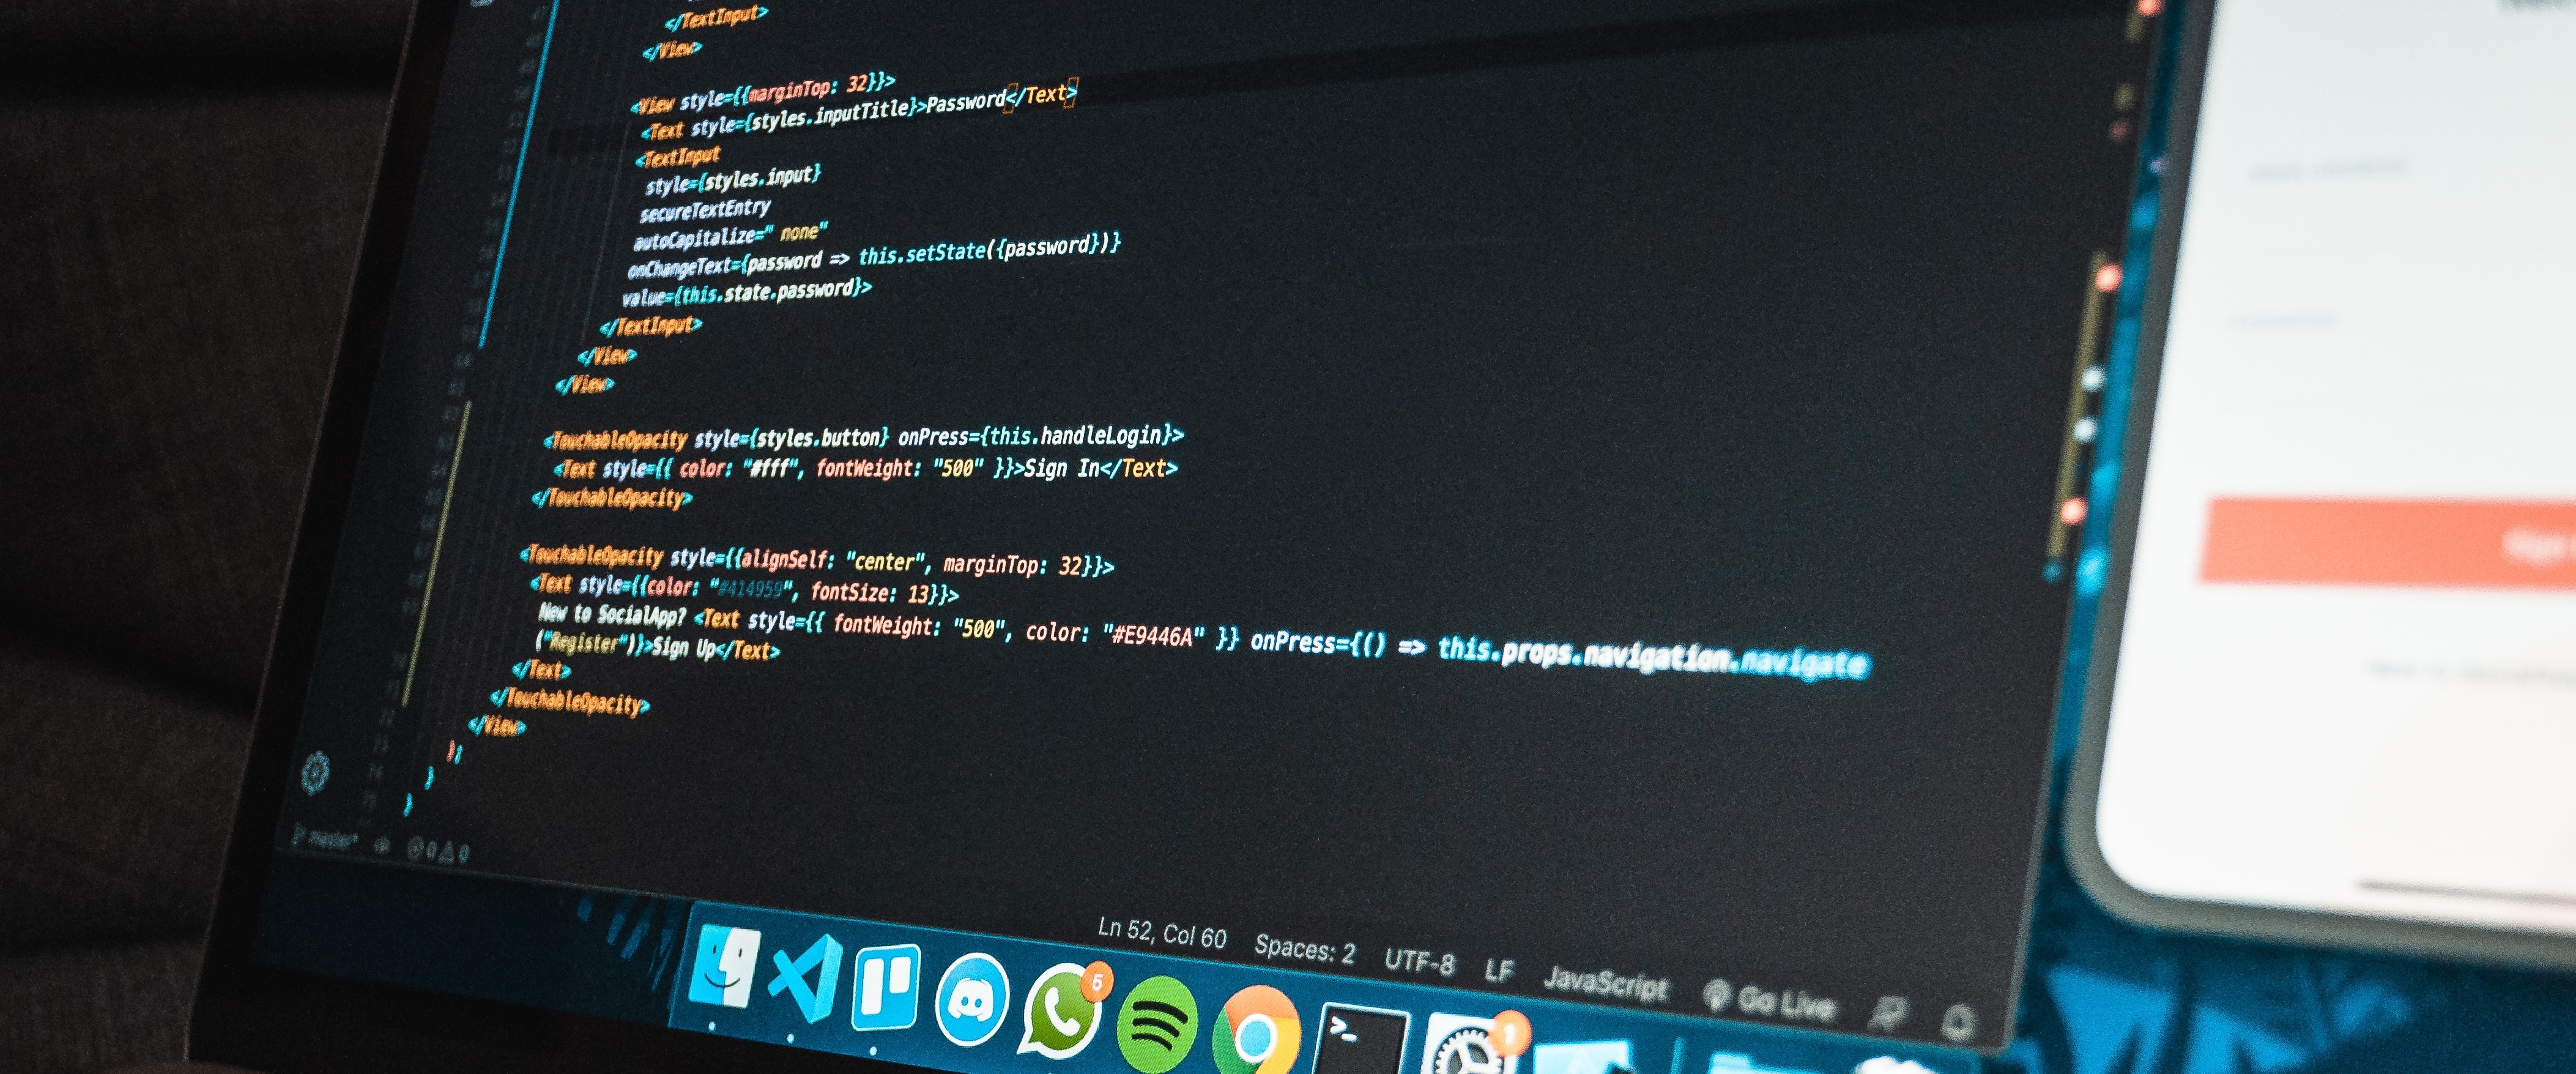 </TextInput>
</View>
<View style={{marginTop: 32}}>
<Text style={styles.inputTitle}>Password</Text>
<TextInput
style={styles.input}
secureTextEntry
autoCapitalize=" none"
onChangeText={password => this.setState({password})}
value={this.state.password}>
</TextInput>
</View>
</View>
<TouchableOpacity style={styles.button} onPress={this.handleLogin}>
<Text style={{ color: "#fff", fontWeight: "500" }}>Sign In</Text>
</TouchableOpacity>
<TouchableOpacity style={{alignSelf: "center", marginTop: 32}}>
<Text style={{color: "#414959", fontSize: 13}}>
New to SocialApp? <Text style={{ fontWeight: "500", color: "#E9446A" }} onPress={() => this.props.navigation.navigate
("Register")}>Sign Up</Text>
</Text>
</TouchableOpacity>
</View>
);
}
}
master* 0 0
Ln 52, Col 60 Spaces: 2 UTF-8 LF JavaScript Go Live
5
>_
1
Sign